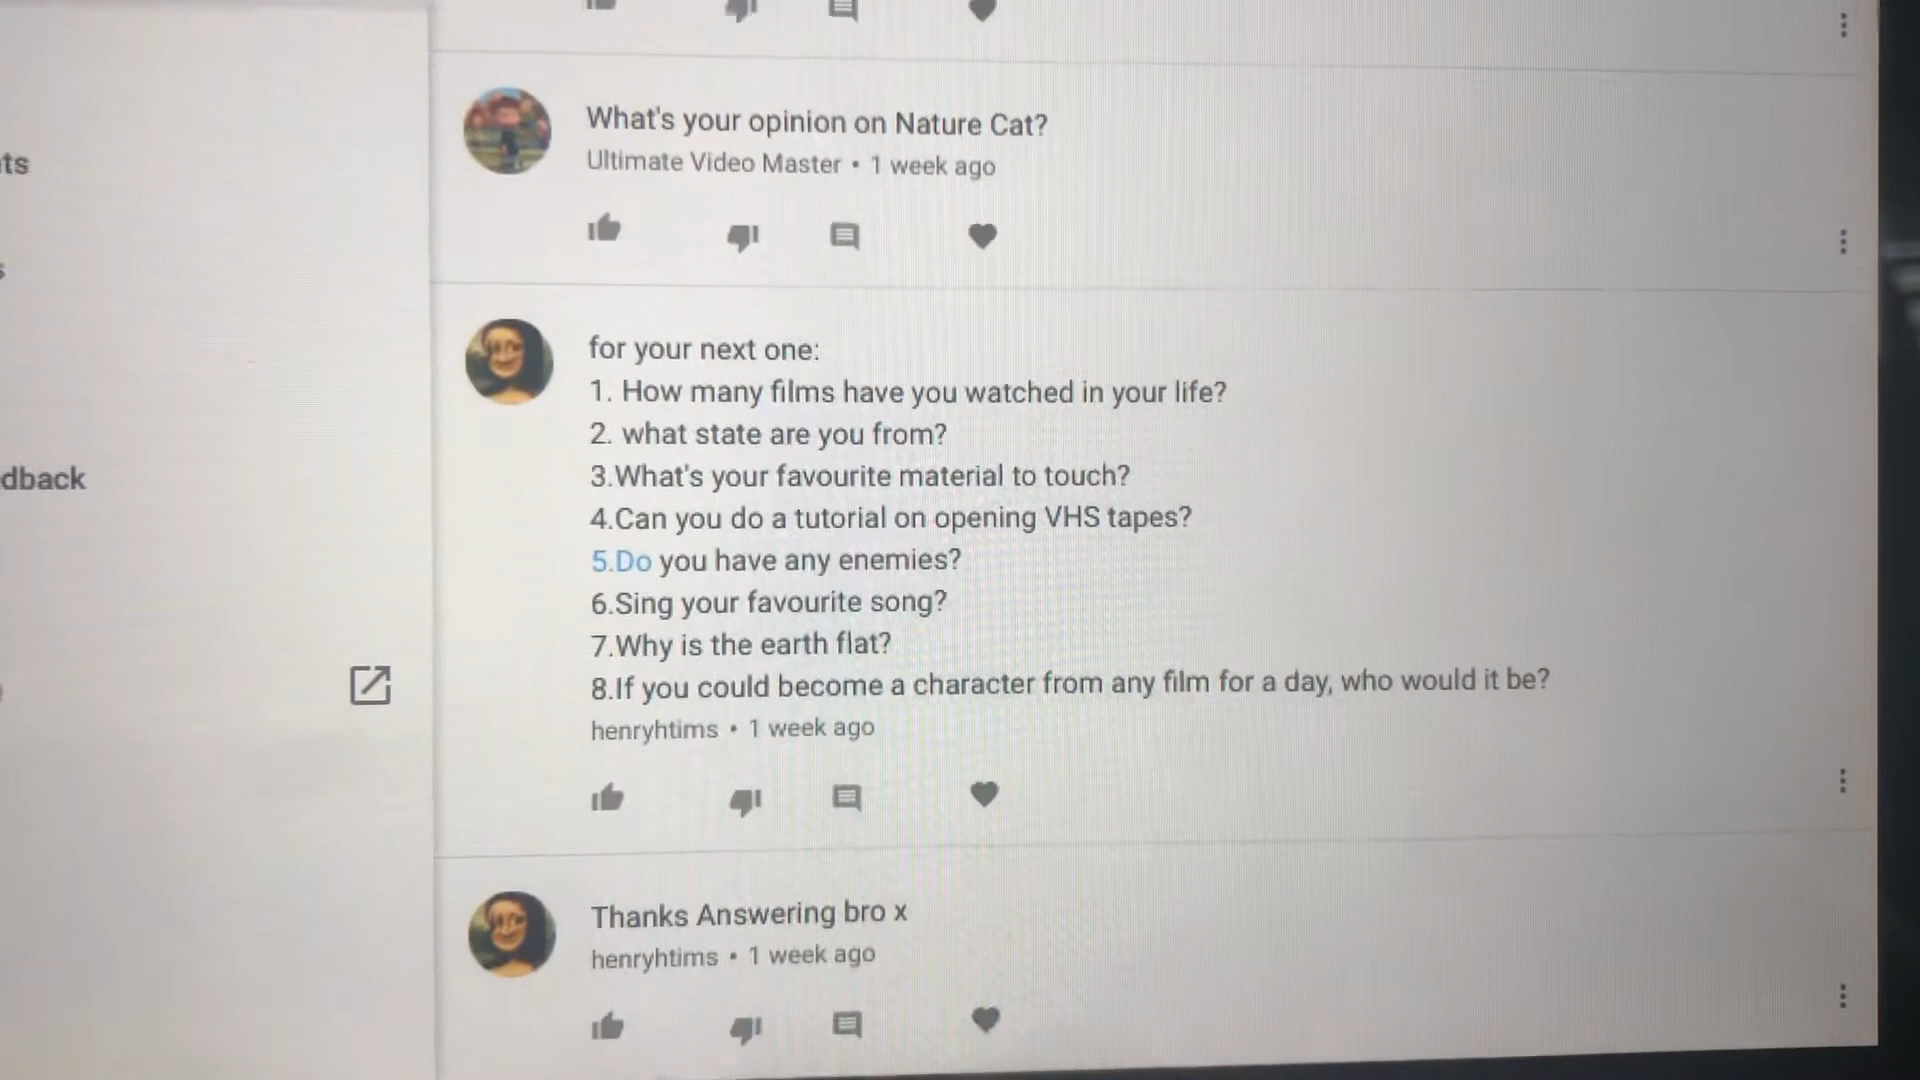 What's your opinion on Nature Cat?
Ultimate Video Master • 1 week ago
ts
s
for your next one:
1. How many films have you watched in your life?
2. what state are you from?
3.What's your favourite material to touch?
dback
4.Can you do a tutorial on opening VHS tapes?
5.Do you have any enemies?
6.Sing your favourite song?
7.Why is the earth flat?
8.If you could become a character from any film for a day, who would it be?
henryhtims • 1 week ago
Thanks Answering bro x
henryhtims • 1 week ago